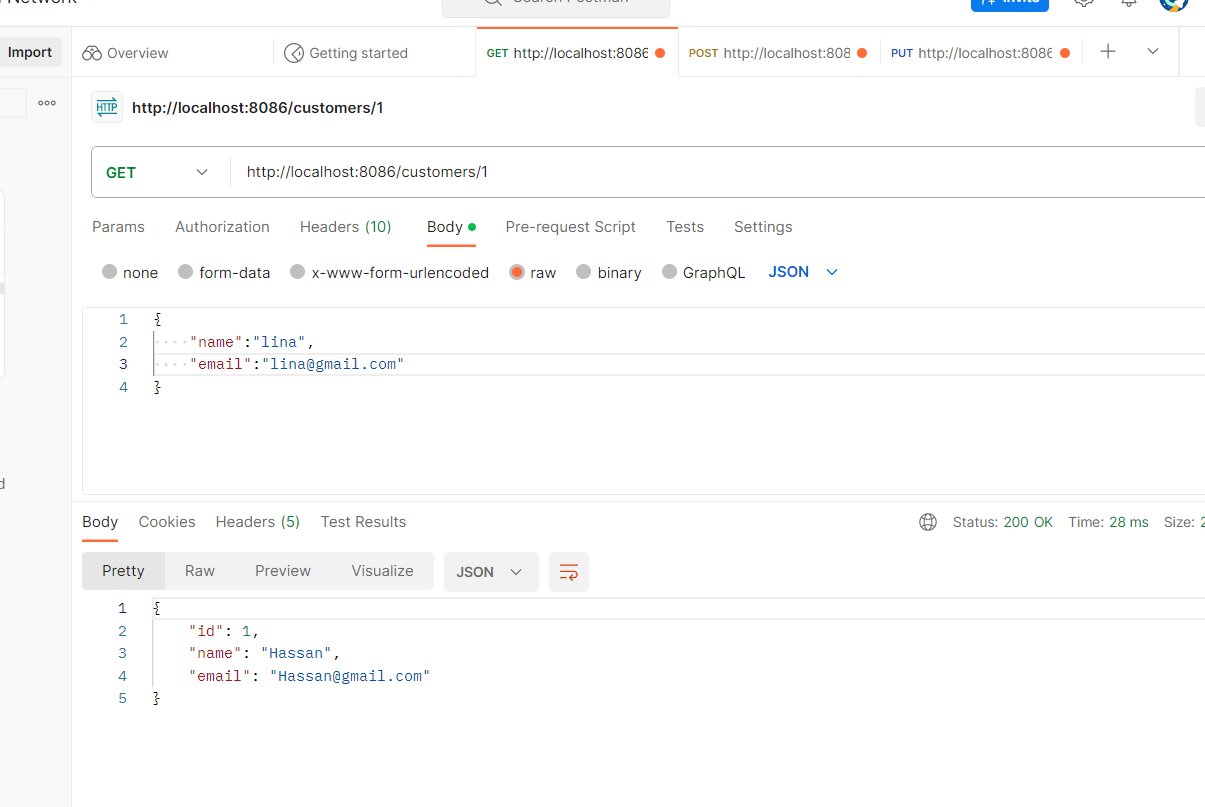 Network
Search Postman
Invite
Import
Overview
Getting started
GET http://localhost:8086
POST http://localhost:808
PUT http://localhost:8086
HTTP
http://localhost:8086/customers/1
GET
http://localhost:8086/customers/1
Params
Authorization
Headers (10)
Body
Pre-request Script
Tests
Settings
none
form-data
x-www-form-urlencoded
raw
binary
GraphQL
JSON
1 {
2 ····"name":"lina",
3 ····"email":"lina@gmail.com"
4 }
Body
Cookies
Headers (5)
Test Results
Status: 200 OK
Time: 28 ms
Size: 2
Pretty
Raw
Preview
Visualize
JSON
1 {
2 "id": 1,
3 "name": "Hassan",
4 "email": "Hassan@gmail.com"
5 }